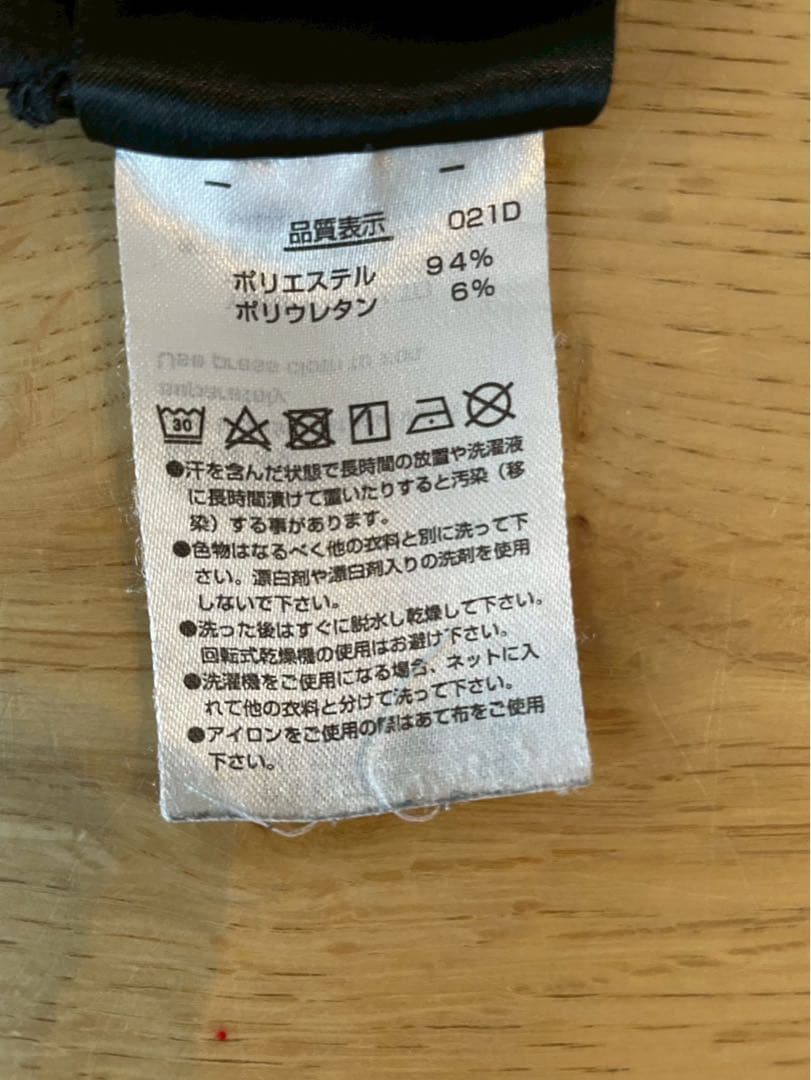 品質表示 021D
ポリエステル 94%
ポリウレタン 6%
Use press cloth to iron
separately
30
●汗を含んだ状態で長時間の放置や洗濯液
に長時間漬けて置いたりすると汚染（移
染）する事があります。
●色物はなるべく他の衣料と別に洗って下
さい。漂白剤や漂白剤入りの洗剤を使用
しないで下さい。
●洗った後はすぐに脱水し乾燥して下さい。
回転式乾燥機の使用はお避け下さい。
●洗濯機をご使用になる場合、ネットに入
れて他の衣料と分けて洗って下さい。
●アイロンをご使用の際はあて布をご使用
下さい。